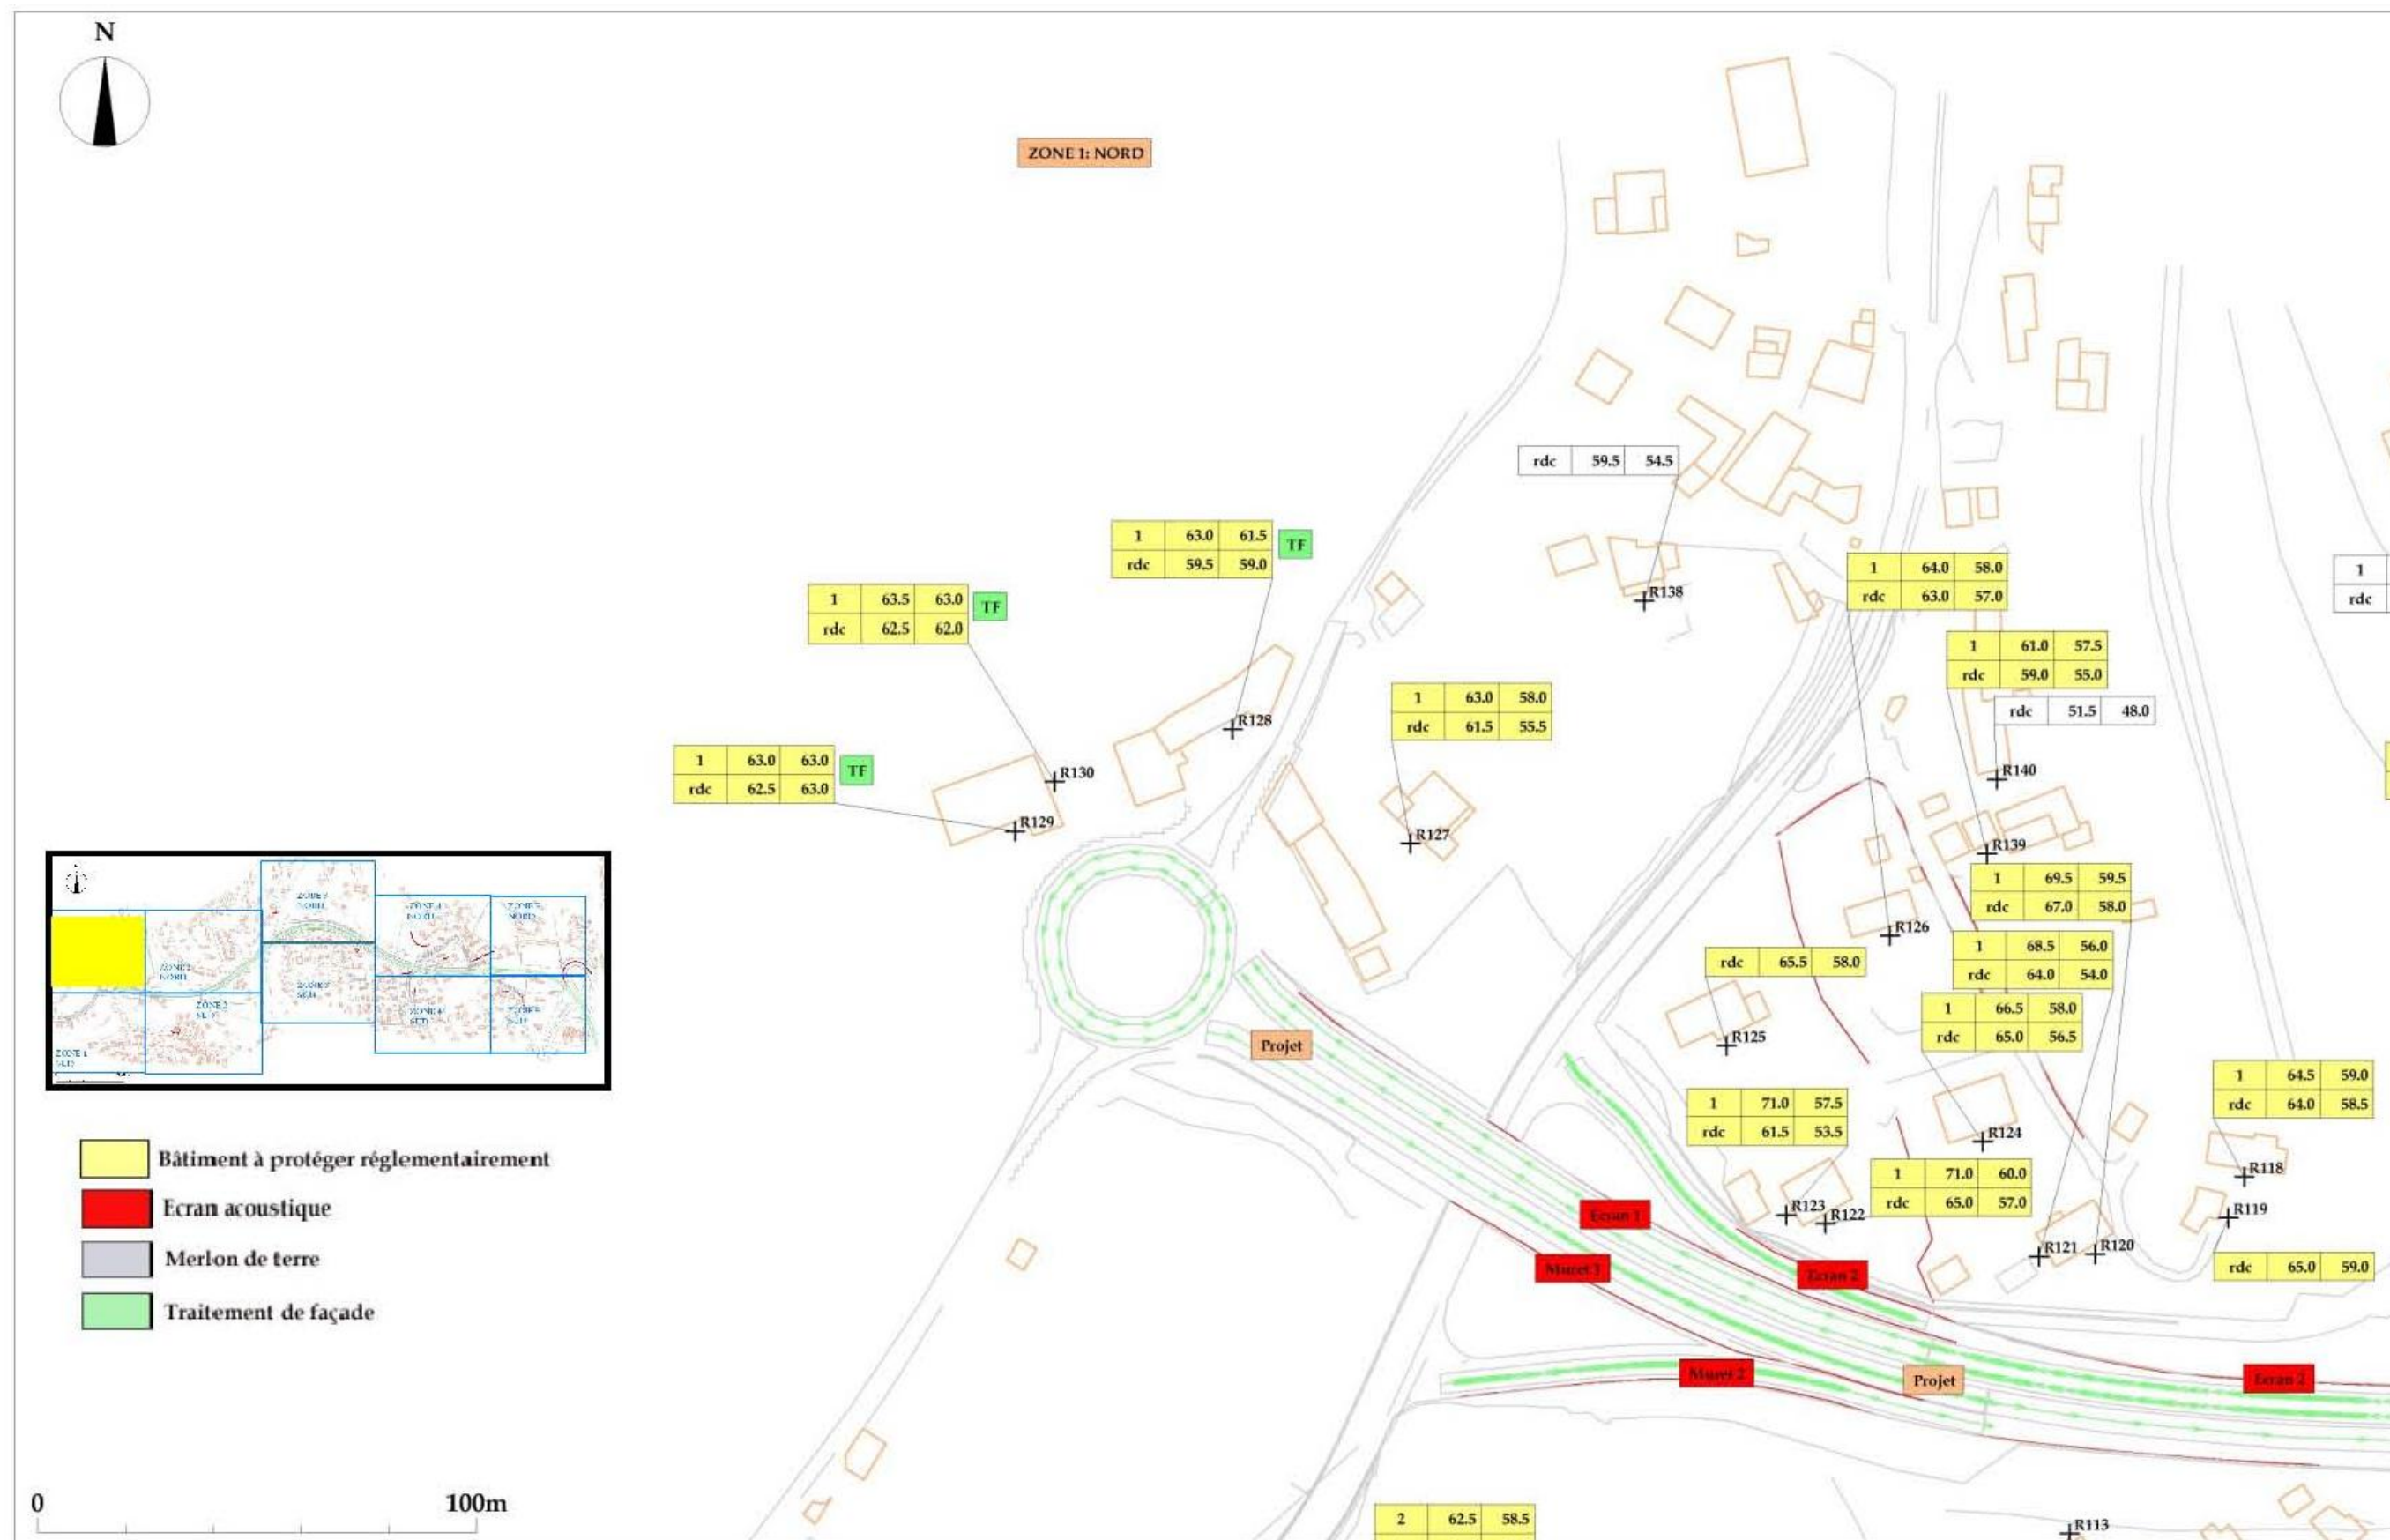 N
ZONE 1: NORD
rdc 59.5 54.5
1 63.0 61.5
rdc 59.5 59.0
TF
1 63.5 63.0
rdc 62.5 62.0
TF
R138
1 64.0 58.0
rdc 63.0 57.0
1
rdc
1 61.0 57.5
rdc 59.0 55.0
rdc 51.5 48.0
R128
1 63.0 58.0
rdc 61.5 55.5
1 63.0 63.0
rdc 62.5 63.0
TF
R130
R129
R127
R140
R139
1 69.5 59.5
rdc 67.0 58.0
R126
1 68.5 56.0
rdc 64.0 54.0
rdc 65.5 58.0
1 66.5 58.0
rdc 65.0 56.5
R125
Projet
1 64.5 59.0
rdc 64.0 58.5
1 71.0 57.5
rdc 61.5 53.5
R124
1 71.0 60.0
rdc 65.0 57.0
R118
R123
R122
R119
R121
R120
rdc 65.0 59.0
Ecran 1
Muret 1
Ecran 2
Muret 2
Projet
Ecran 2
ZONE 2
NORD
ZONE 2
Bâtiment à protéger réglementairement
Ecran acoustique
Merlon de terre
Traitement de façade
0 100m
2 62.5 58.5
R113